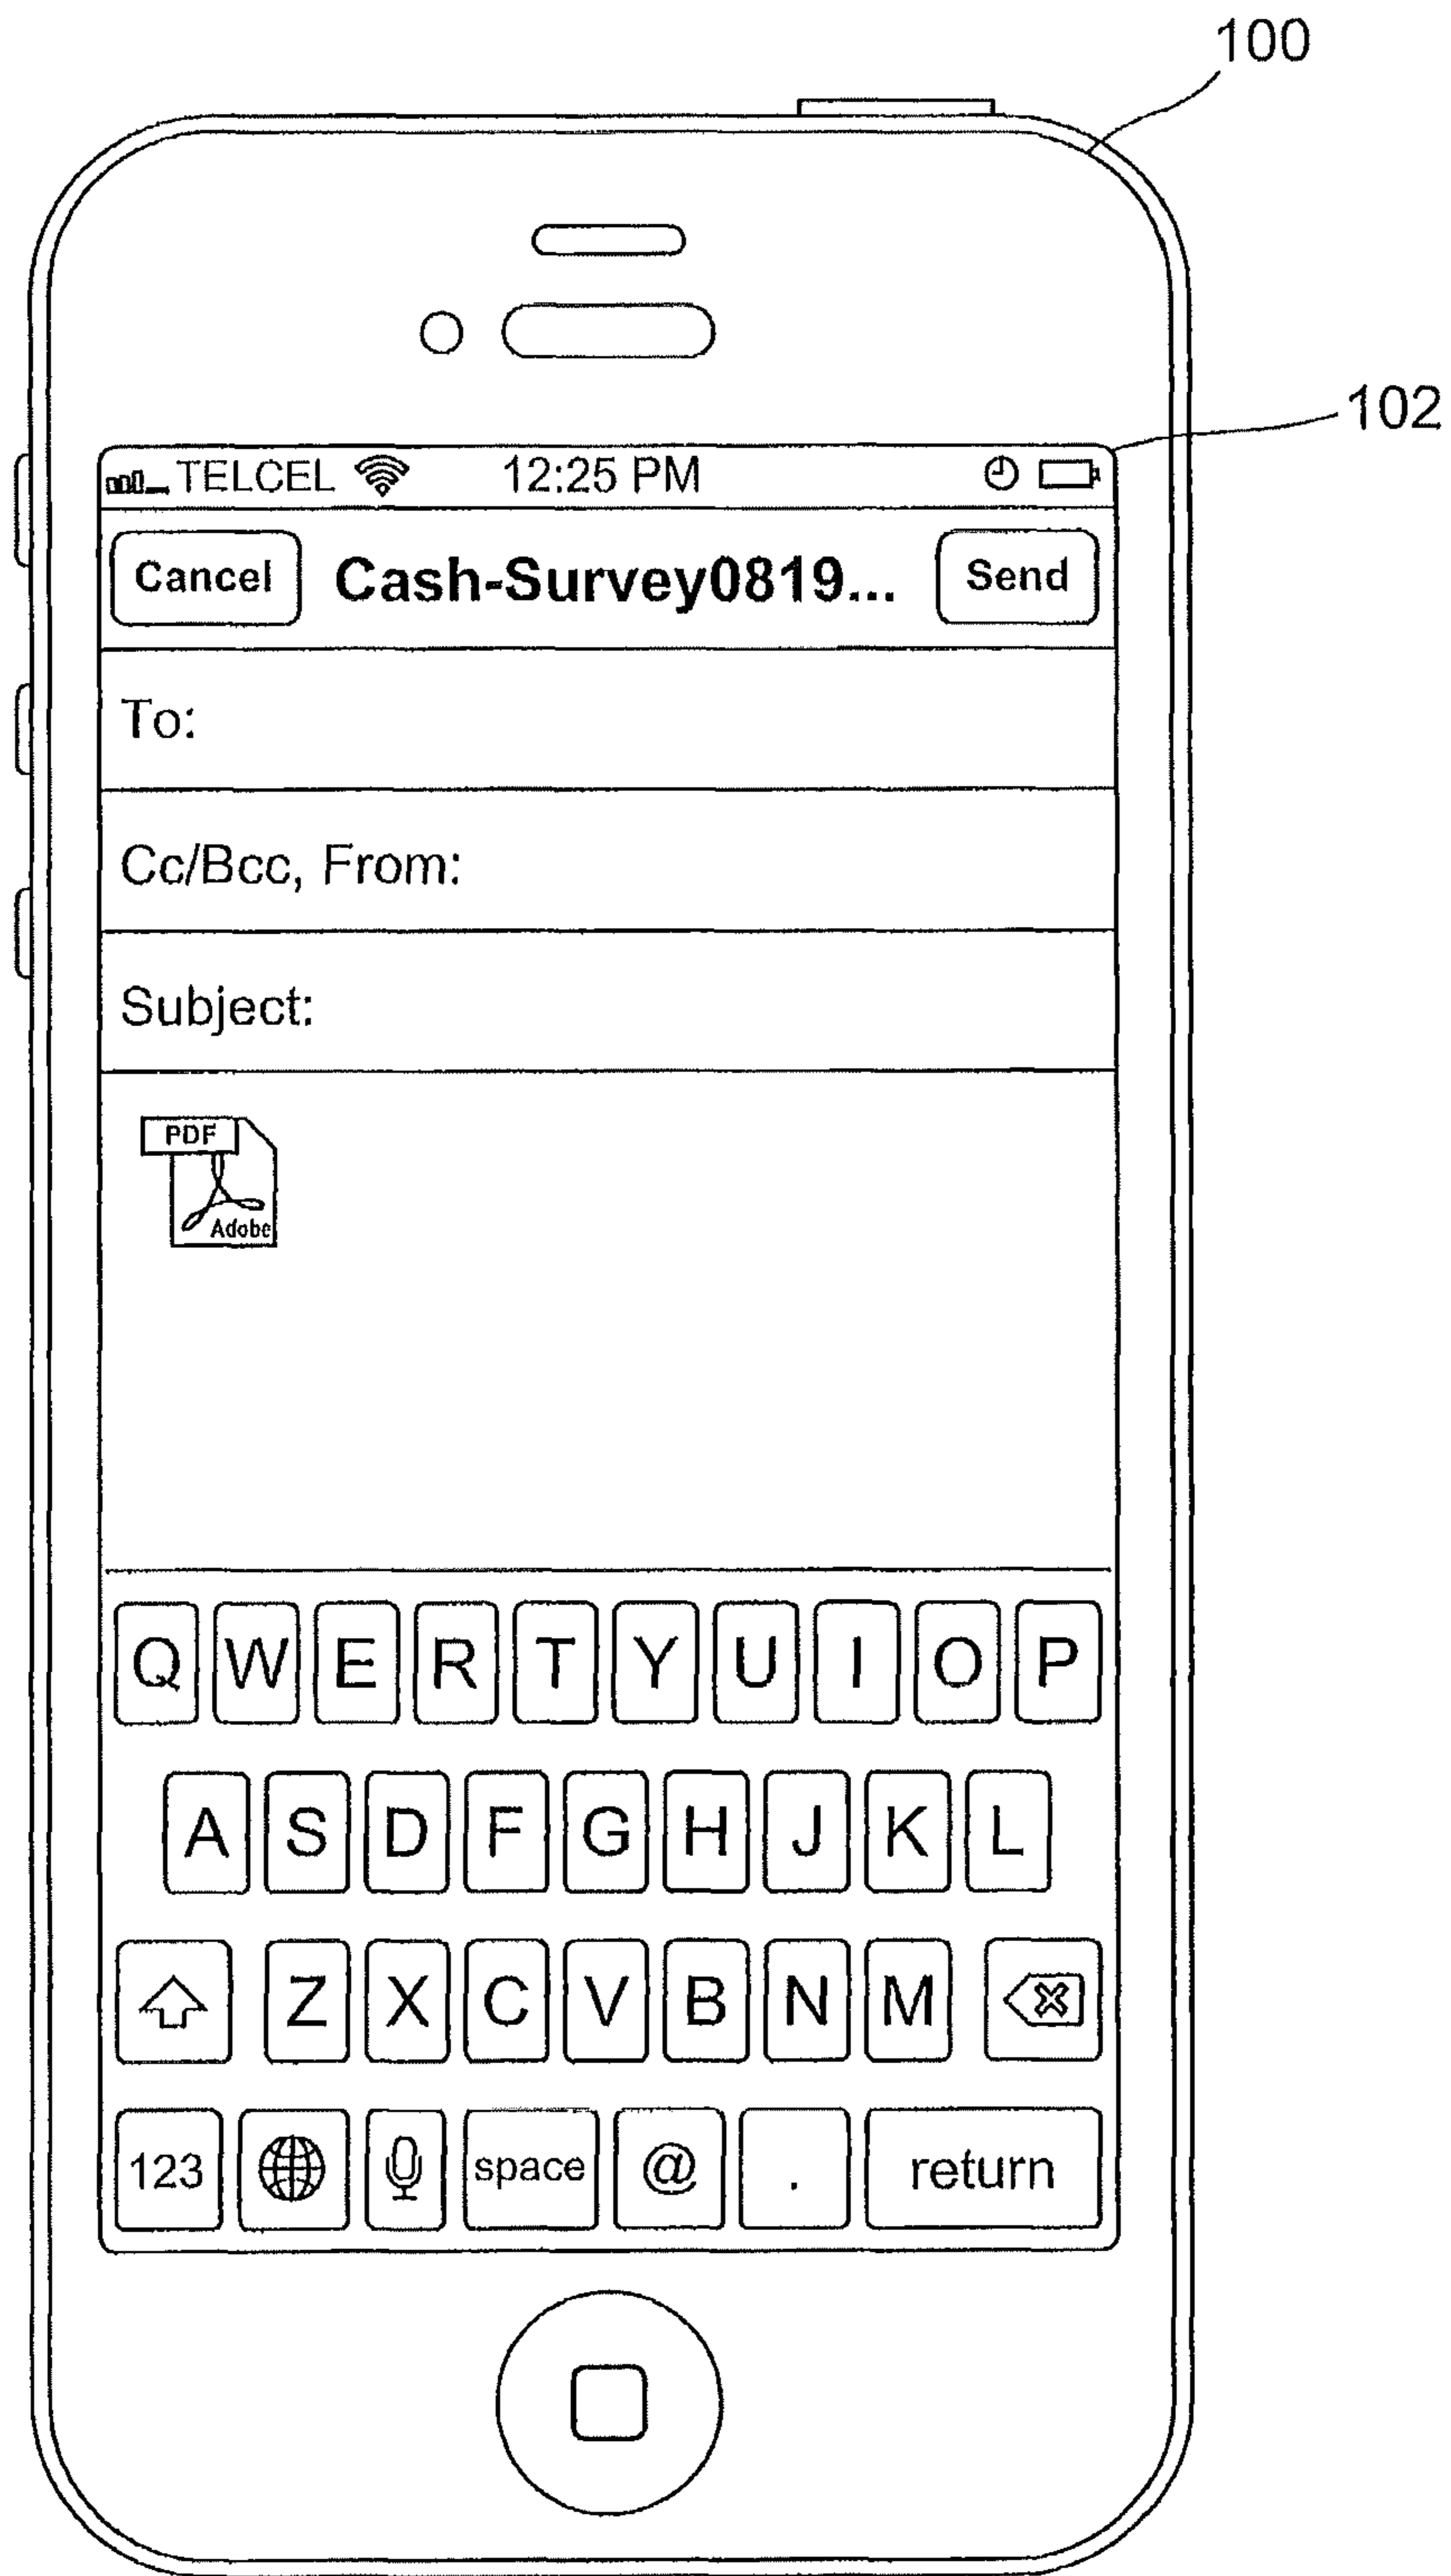 100
102
TELCEL 12:25 PM
Cancel Cash-Survey0819... Send
To:
Cc/Bcc, From:
Subject:
PDF
Adobe
Q W E R T Y U I O P
A S D F G H J K L
Z X C V B N M
123 space @ . return